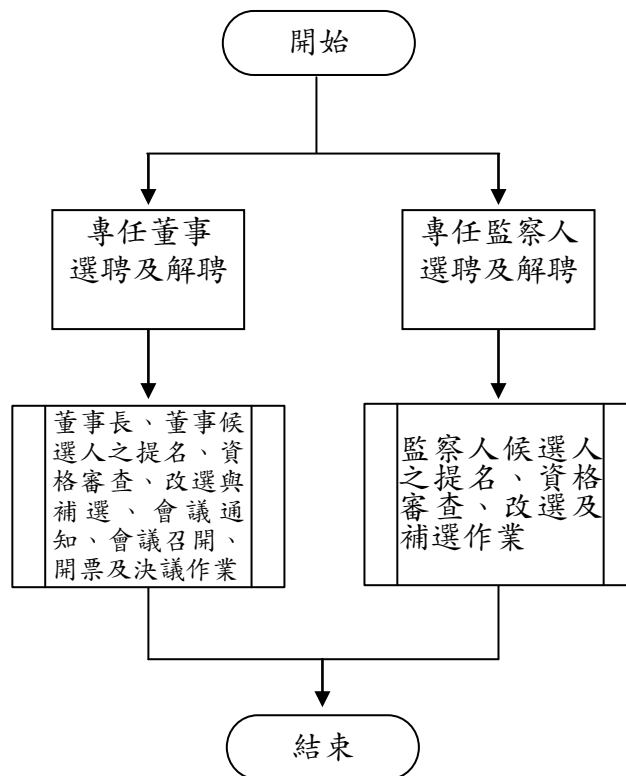 開始
專任董事
選聘及解聘
專任監察人
選聘及解聘
董事長、董事候
選人之提名、資
格審查、改選與
補選、會議通
知、會議召開、
開票及決議作業
監察人候選人
之提名、資格
審查、改選及
補選作業
結束